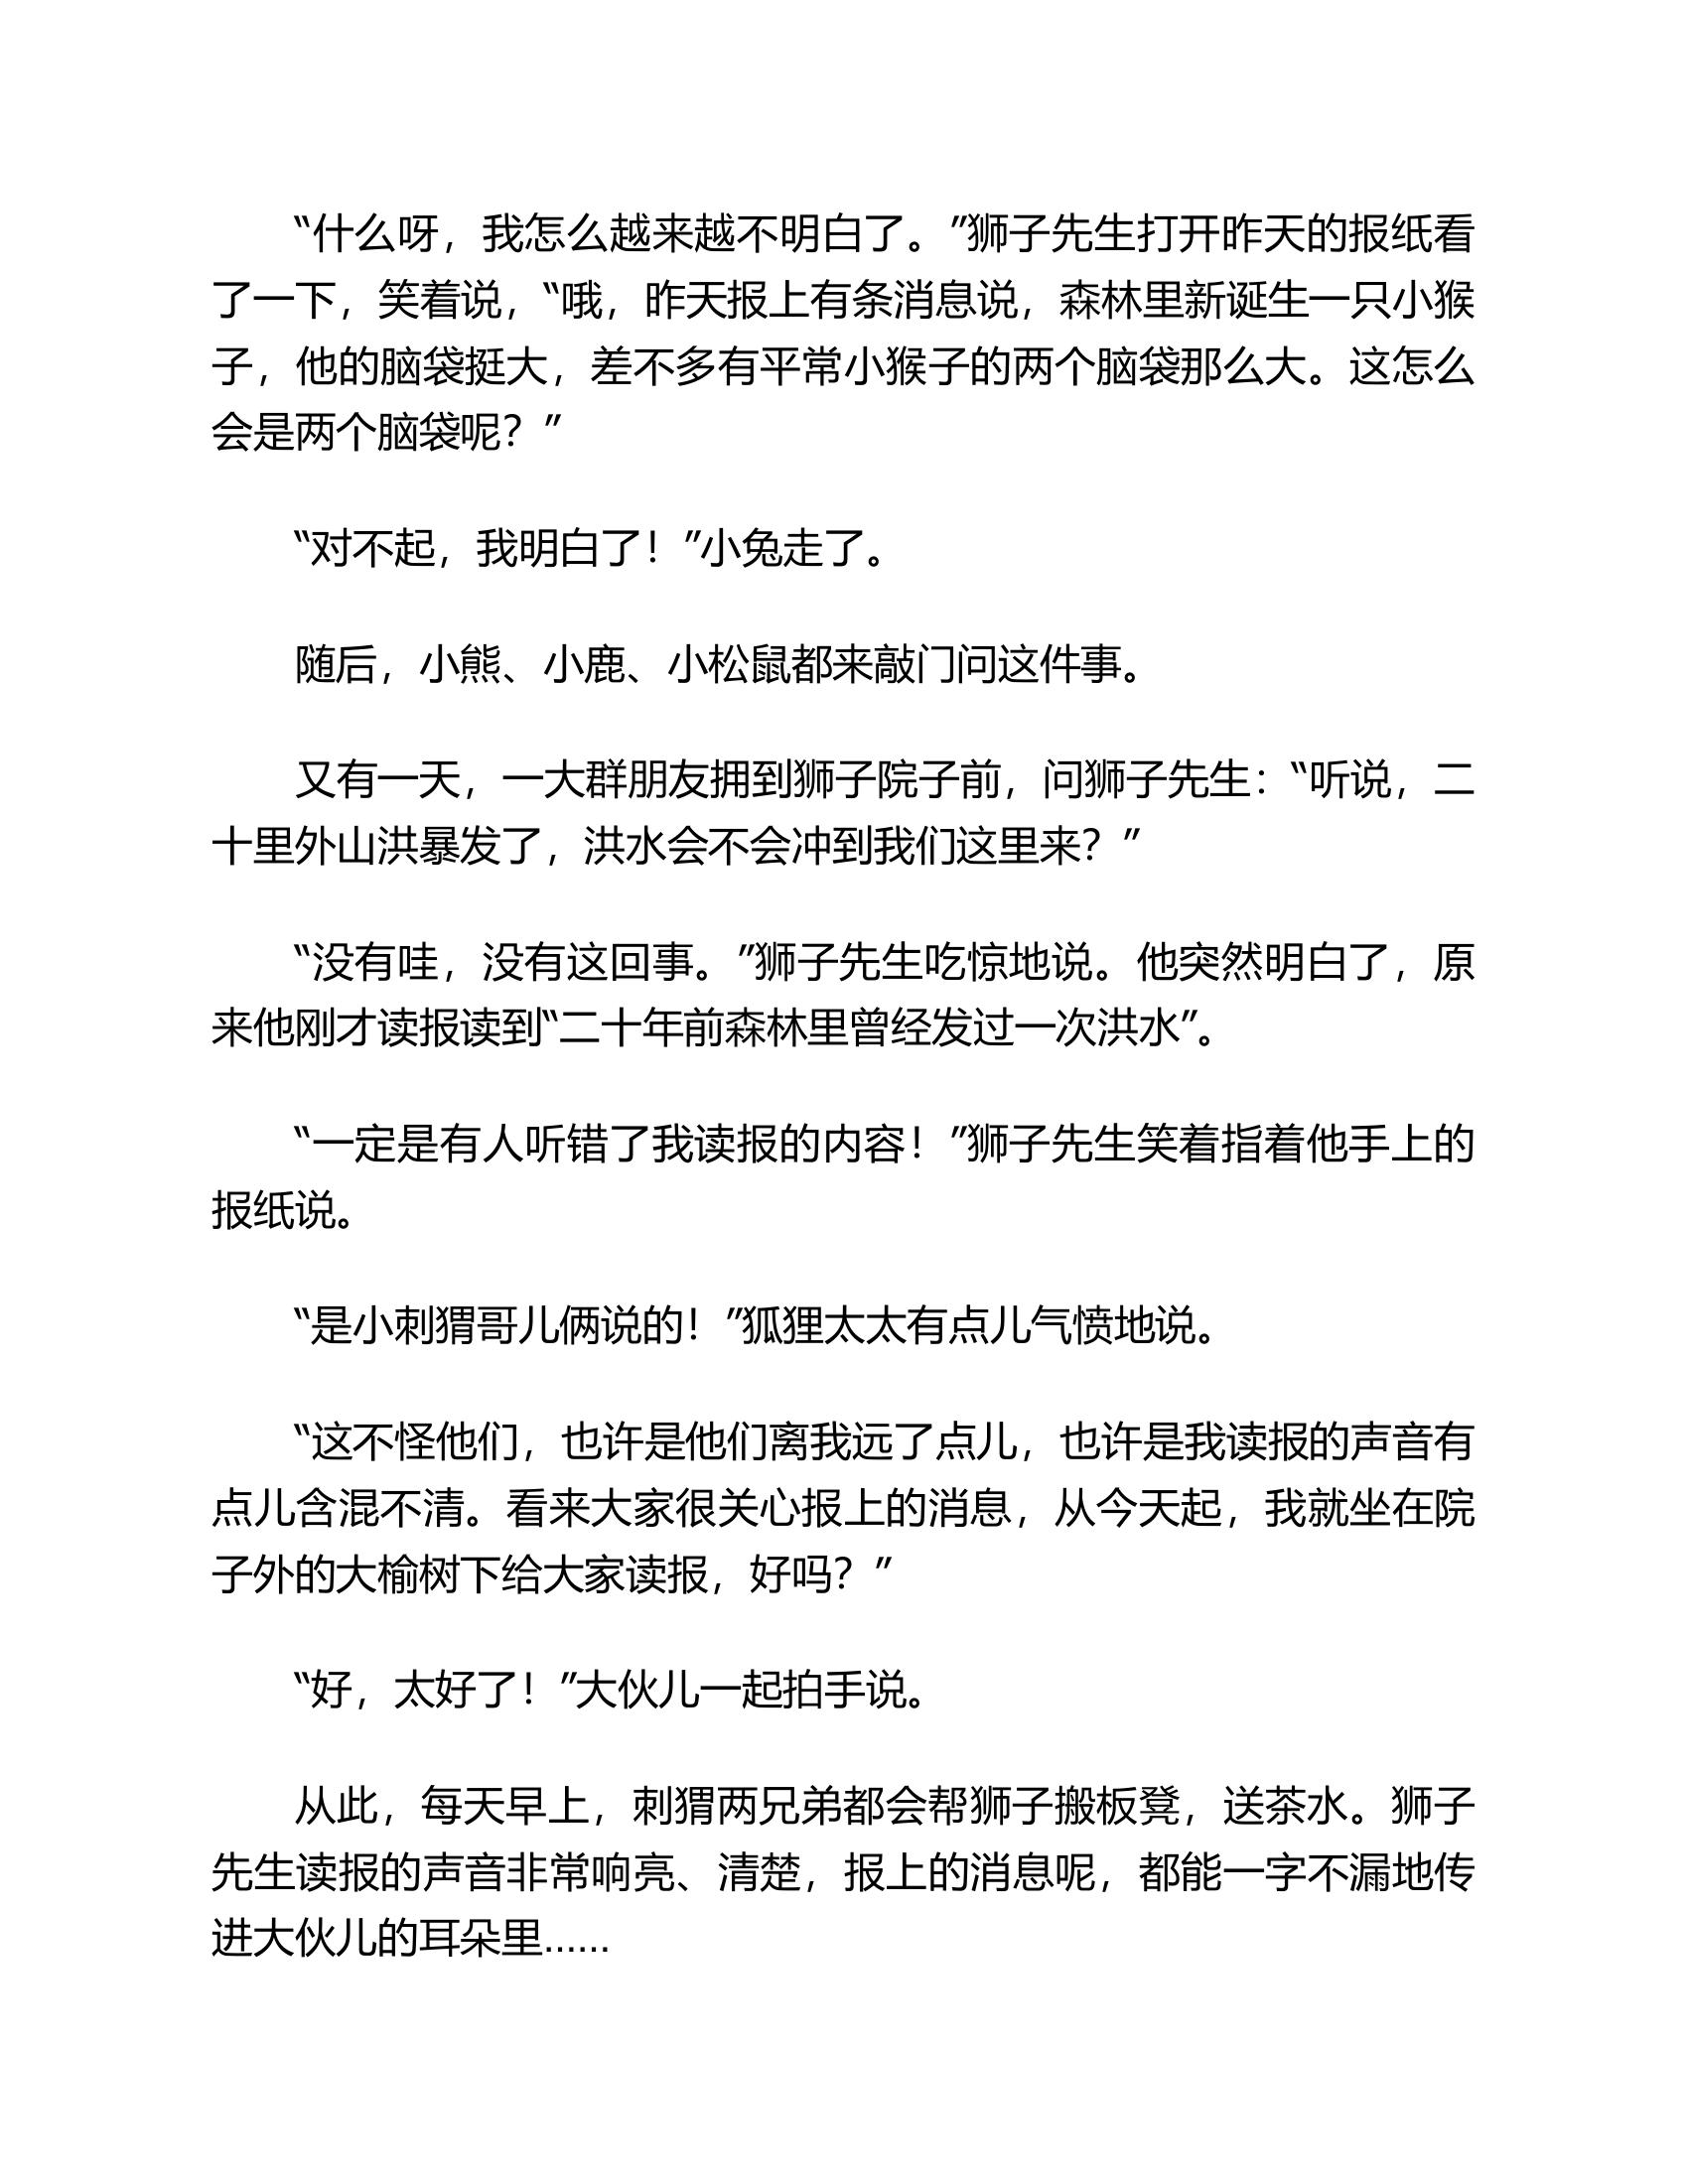 “什么呀，我怎么越来越不明白了。”狮子先生打开昨天的报纸看
了一下，笑着说，“哦，昨天报上有条消息说，森林里新诞生一只小猴
子，他的脑袋挺大，差不多有平常小猴子的两个脑袋那么大。这怎么
会是两个脑袋呢？”
“对不起，我明白了！”小兔走了。
随后，小熊、小鹿、小松鼠都来敲门问这件事。
又有一天，一大群朋友拥到狮子院子前，问狮子先生：“听说，二
十里外山洪暴发了，洪水会不会冲到我们这里来？”
“没有哇，没有这回事。”狮子先生吃惊地说。他突然明白了，原
来他刚才读报读到“二十年前森林里曾经发过一次洪水”。
“一定是有人听错了我读报的内容！”狮子先生笑着指着他手上的
报纸说。
“是小刺猬哥儿俩说的！”狐狸太太有点儿气愤地说。
“这不怪他们，也许是他们离我远了点儿，也许是我读报的声音有
点儿含混不清。看来大家很关心报上的消息，从今天起，我就坐在院
子外的大榆树下给大家读报，好吗？”
“好，太好了！”大伙儿一起拍手说。
从此，每天早上，刺猬两兄弟都会帮狮子搬板凳，送茶水。狮子
先生读报的声音非常响亮、清楚，报上的消息呢，都能一字不漏地传
进大伙儿的耳朵里……